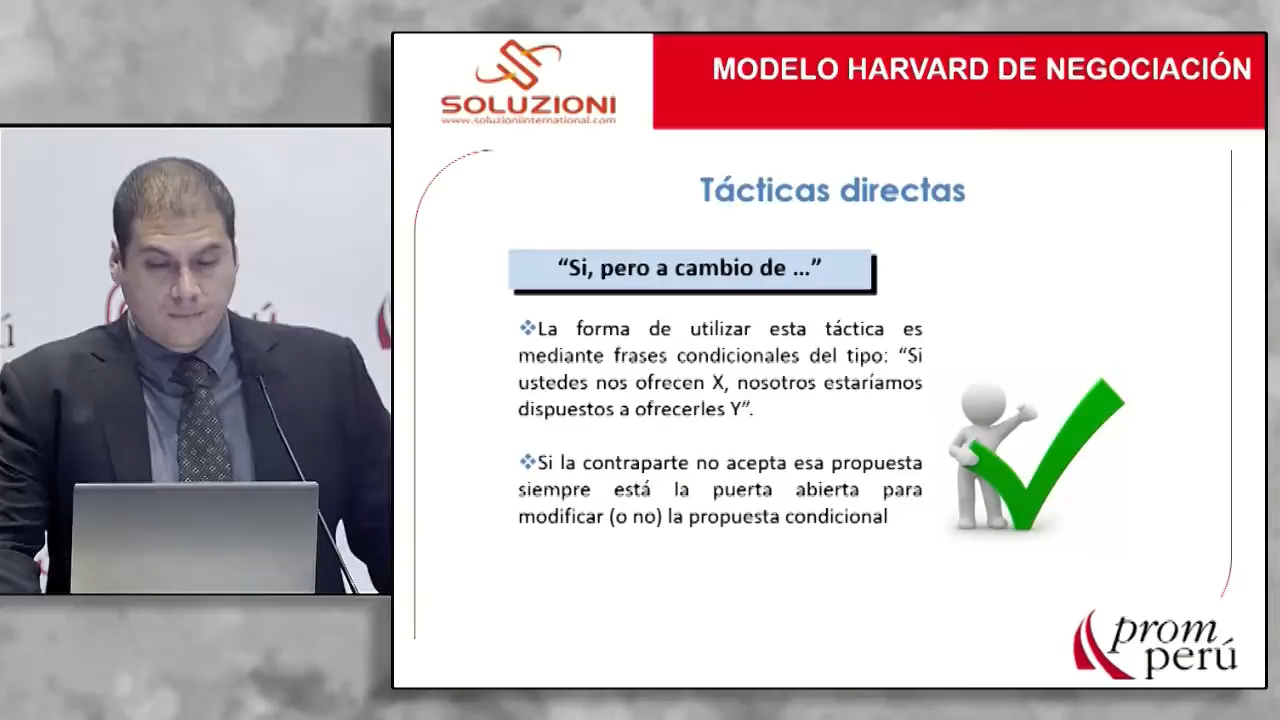 SOLUZIONI
www.soluzioniinternational.com
MODELO HARVARD DE NEGOCIACIÓN
Tácticas directas
“Si, pero a cambio de ...”
❖La forma de utilizar esta táctica es
mediante frases condicionales del tipo: “Si
ustedes nos ofrecen X, nosotros estaríamos
dispuestos a ofrecerles Y”.
❖Si la contraparte no acepta esa propuesta
siempre está la puerta abierta para
modificar (o no) la propuesta condicional
prom
perú